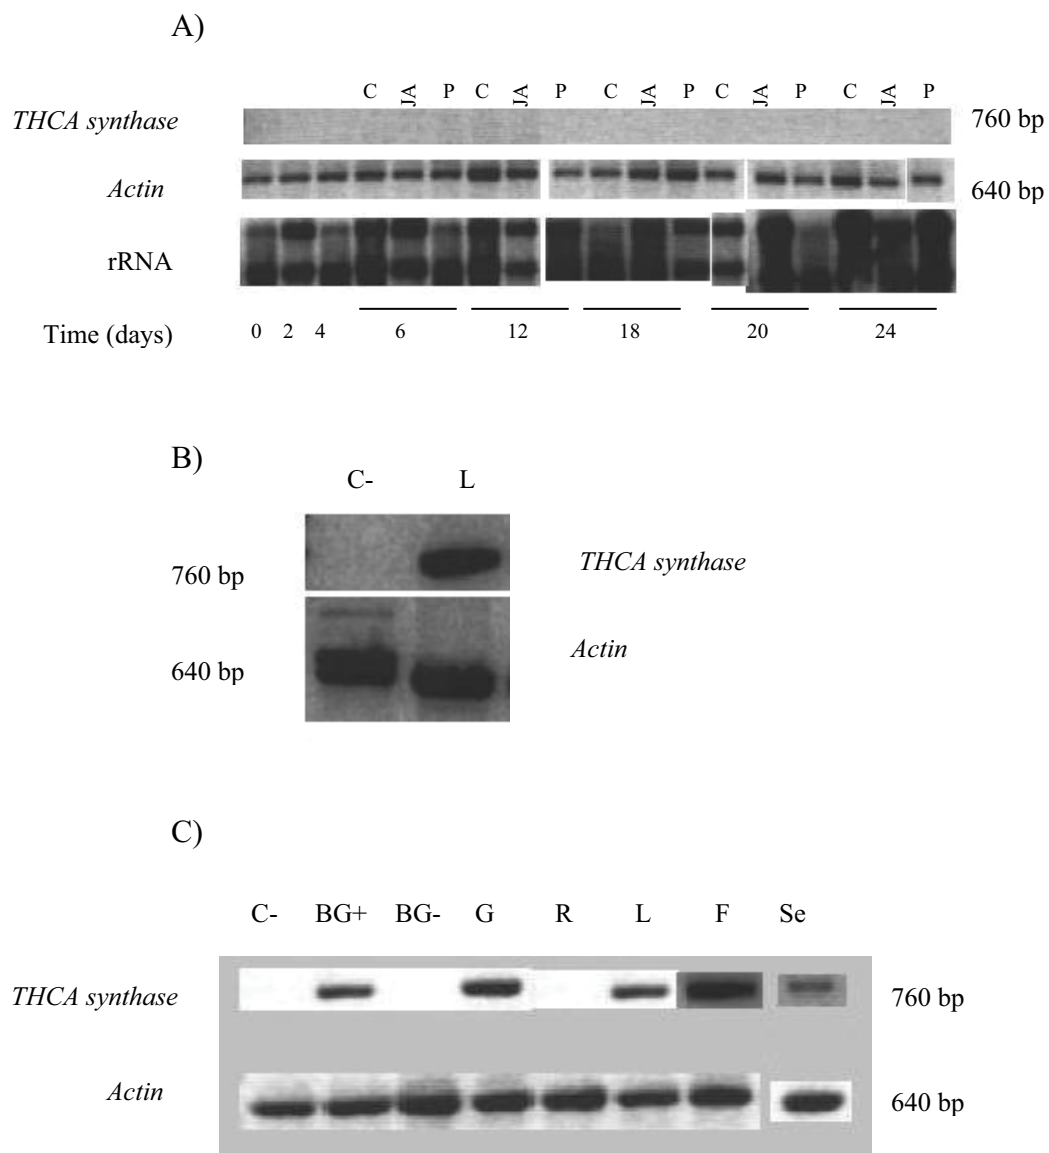 A)
C JA P C JA P C JA P C JA P C JA P
THCA synthase 760 bp
Actin 640 bp
rRNA
Time (days) 0 2 4 6 12 18 20 24
B)
C- L
760 bp THCA synthase
640 bp Actin
C)
C- BG+ BG- G R L F Se
THCA synthase 760 bp
Actin 640 bp